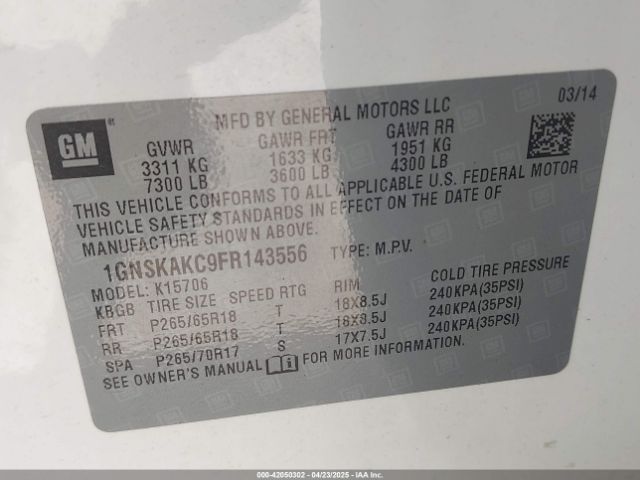 MFD BY GENERAL MOTORS LLC 03/14
GM
GVWR GAWR FRT GAWR RR
3311 KG 1633 KG 1951 KG
7300 LB 3600 LB 4300 LB
THIS VEHICLE CONFORMS TO ALL APPLICABLE U.S. FEDERAL MOTOR
VEHICLE SAFETY STANDARDS IN EFFECT ON THE DATE OF
MANUFACTURE SHOWN ABOVE.
1GNSKAKC9FR143556 TYPE: M.P.V.
MODEL: K15706
KBGB TIRE SIZE SPEED RTG RIM COLD TIRE PRESSURE
FRT P265/65R18 T 18X8.5J 240KPA(35PSI)
RR P265/65R18 T 18X8.5J 240KPA(35PSI)
SPA P265/70R17 S 17X7.5J 240KPA(35PSI)
SEE OWNER'S MANUAL FOR MORE INFORMATION.
000-42050302 - 04/23/2025 - IAAI.COM